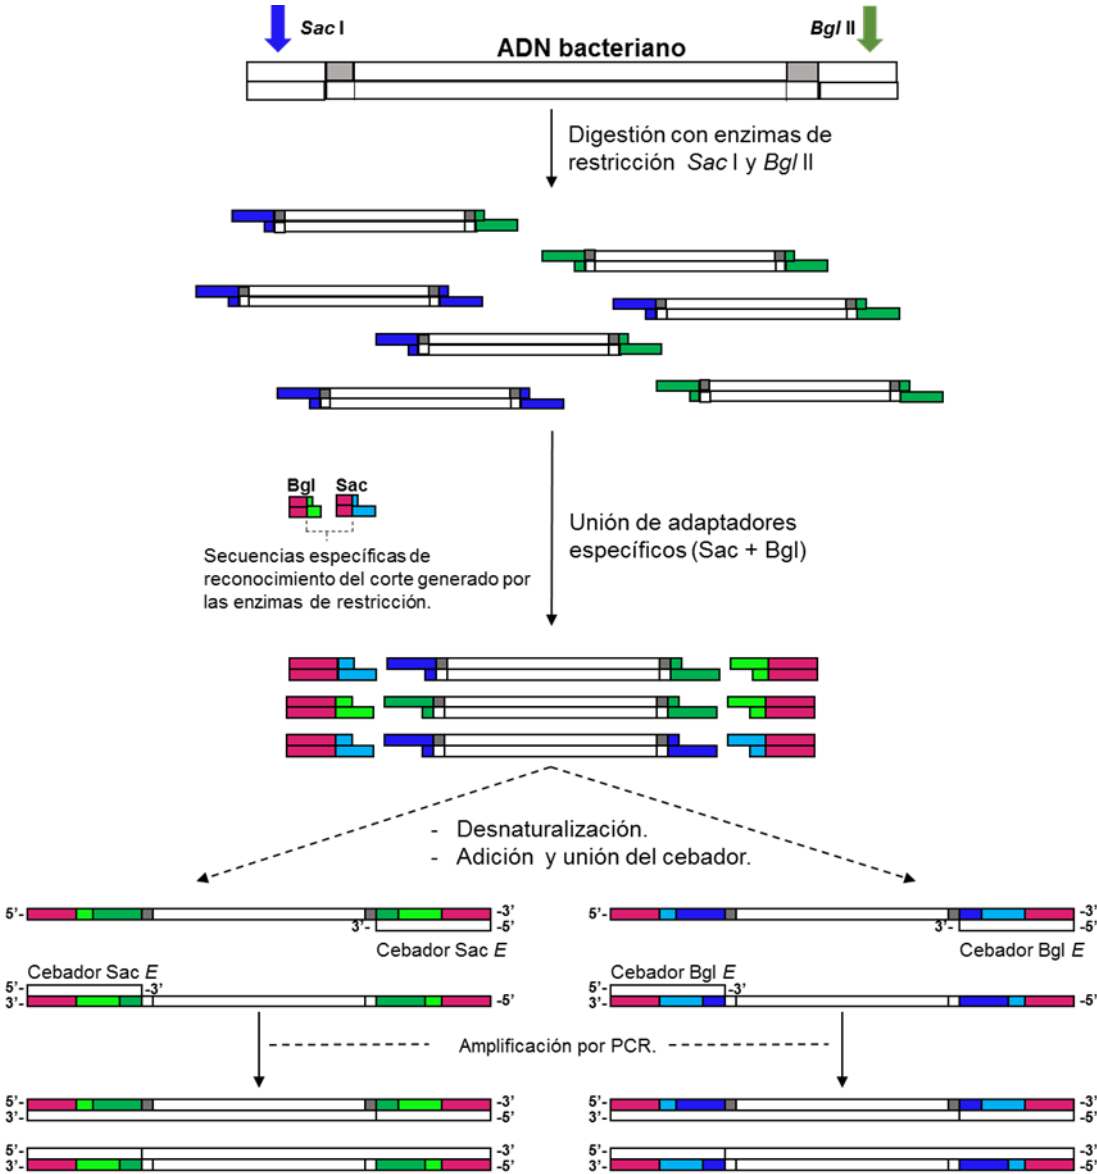 Sac I
Bgl II
ADN bacteriano
Digestión con enzimas de
restricción Sac I y Bgl II
Bgl Sac
Unión de adaptadores
específicos (Sac + Bgl)
Secuencias específicas de
reconocimiento del corte generado por
las enzimas de restricción.
- Desnaturalización.
- Adición y unión del cebador.
5’- -3’
3’- -5’
Cebador Sac E
Cebador Sac E
5’- -3’
3’- -5’
5’- -3’
3’- -5’
Cebador Bgl E
Cebador Bgl E
5’- -3’
3’- -5’
Amplificación por PCR.
5’- -3’
3’- -5’
5’- -3’
3’- -5’
5’- -3’
3’- -5’
5’- -3’
3’- -5’